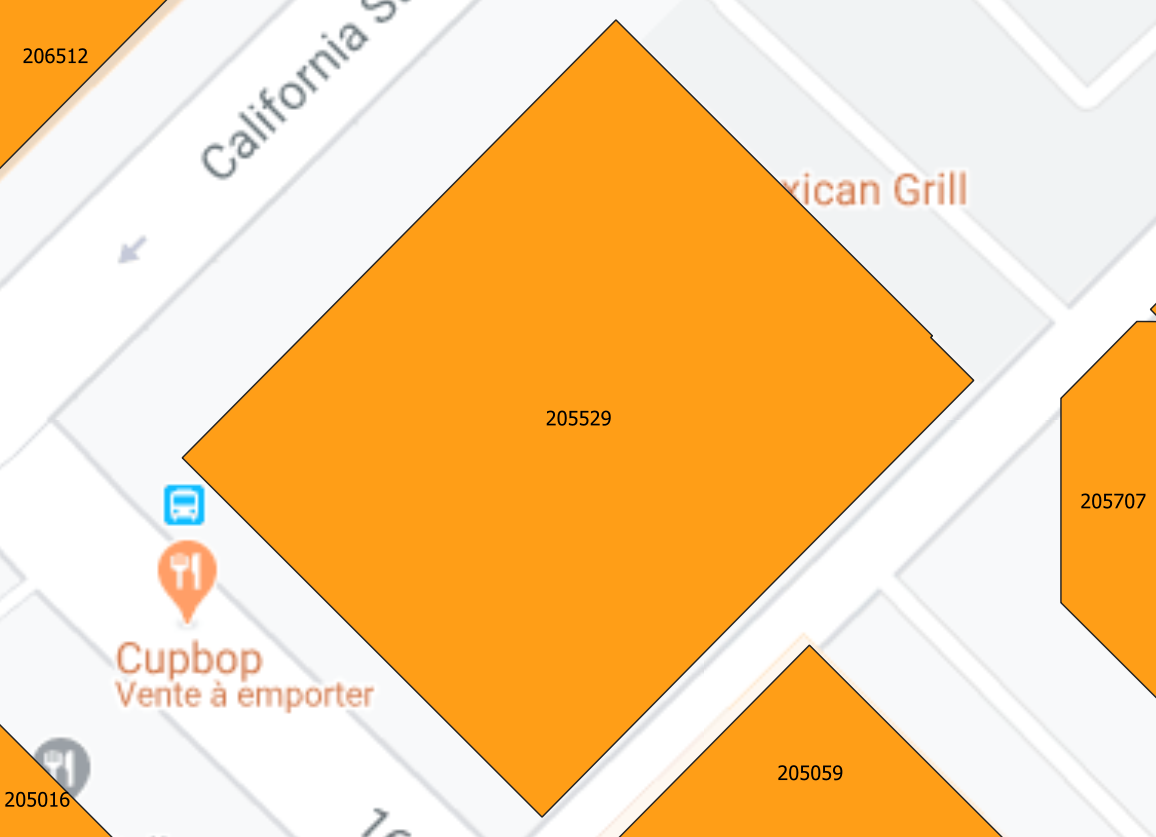 206512
California
xican Grill
205529
205707
Cupbop
Vente à emporter
205059
205016